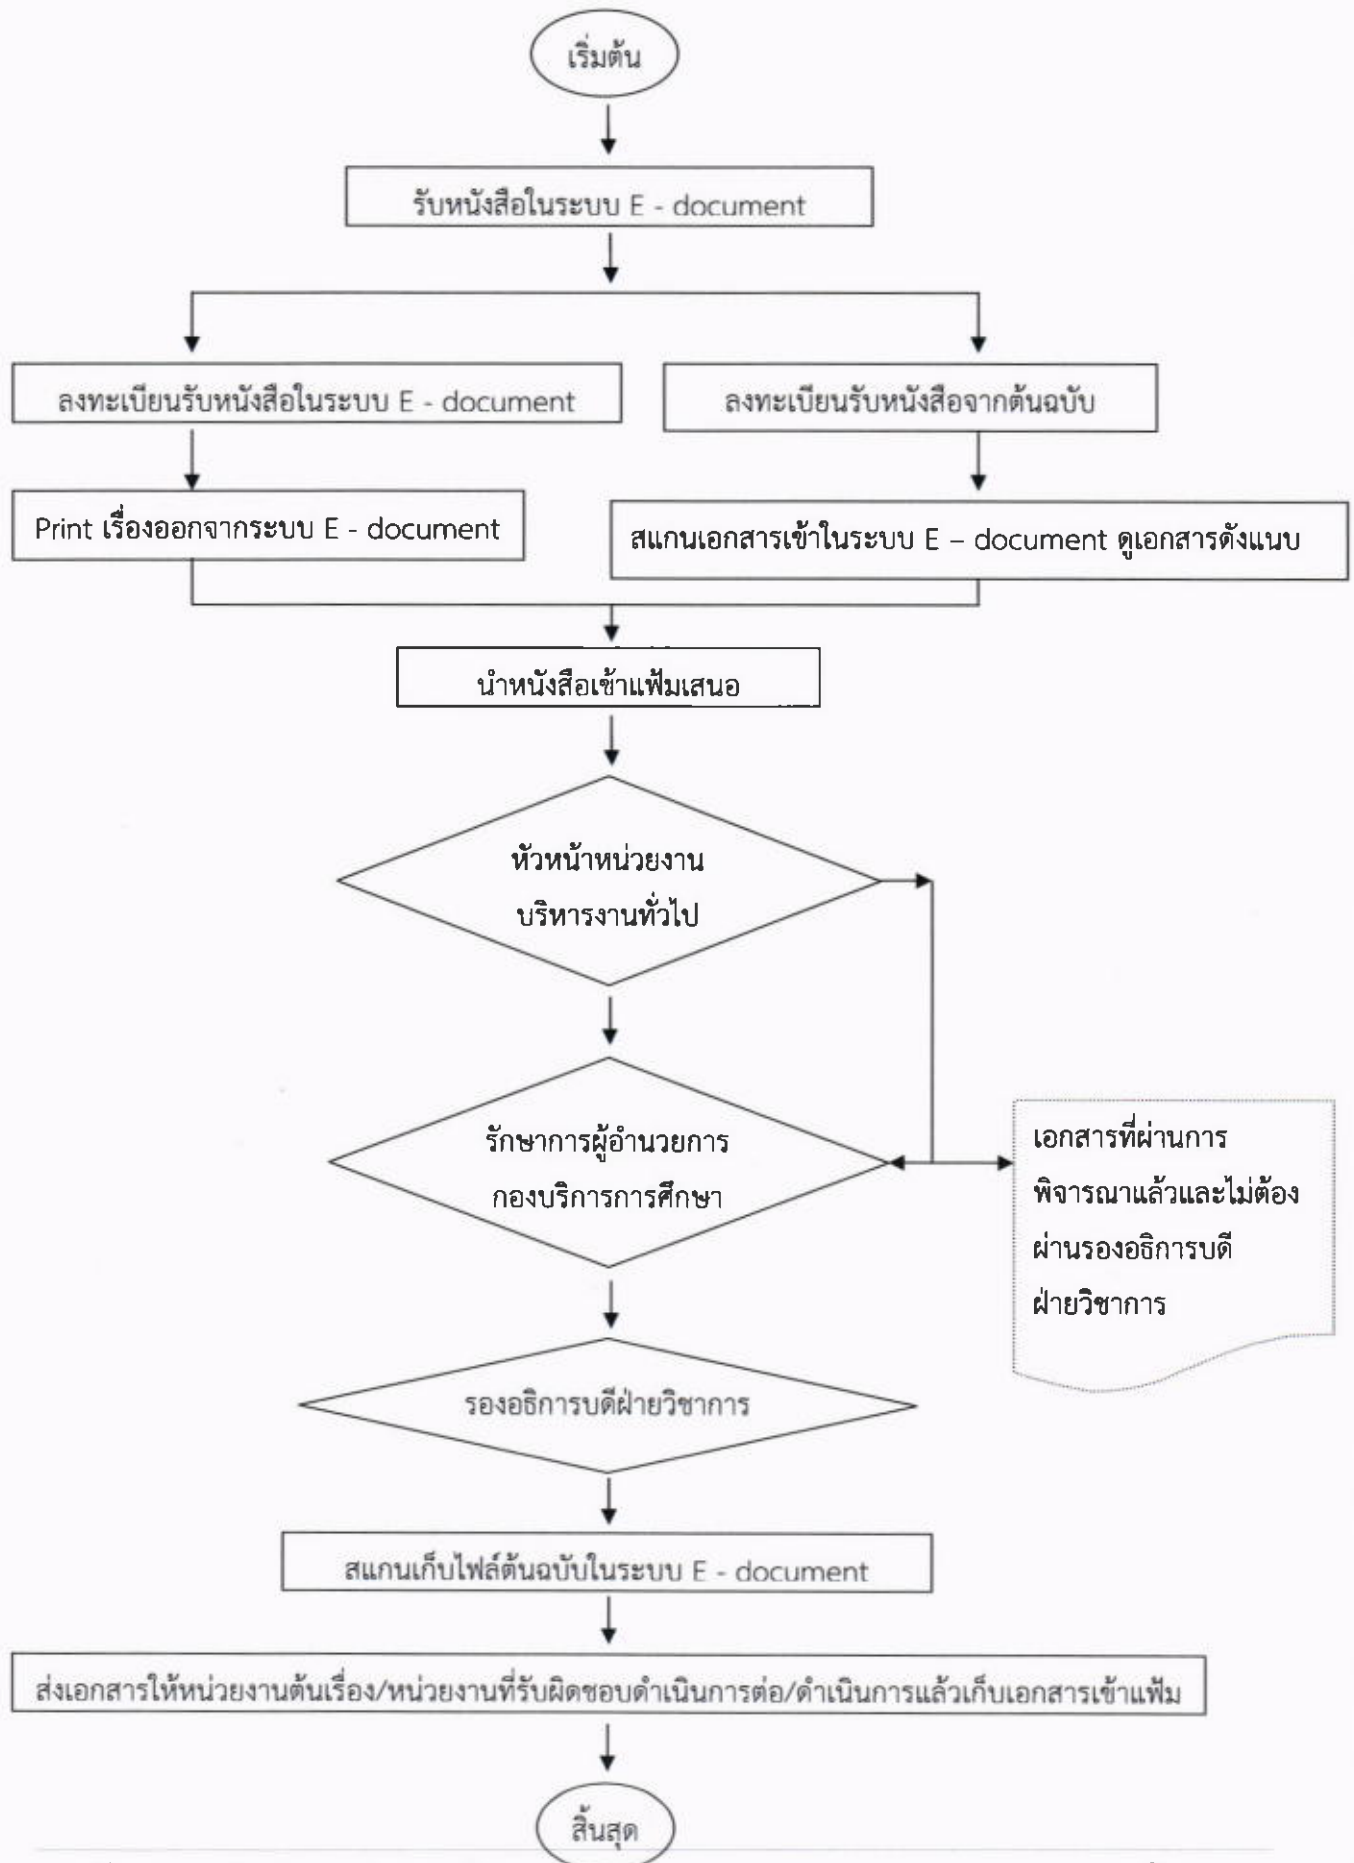 เริ่มต้น
รับหนังสือในระบบ E - document
ลงทะเบียนรับหนังสือในระบบ E - document
ลงทะเบียนรับหนังสือจากต้นฉบับ
Print เรื่องออกจากระบบ E - document
สแกนเอกสารเข้าในระบบ E – document ดูเอกสารดังแนบ
นำหนังสือเข้าแฟ้มเสนอ
หัวหน้าหน่วยงาน
บริหารงานทั่วไป
รักษาการผู้อำนวยการ
กองบริการการศึกษา
เอกสารที่ผ่านการ
พิจารณาแล้วและไม่ต้อง
ผ่านรองอธิการบดี
ฝ่ายวิชาการ
รองอธิการบดีฝ่ายวิชาการ
สแกนเก็บไฟล์ต้นฉบับในระบบ E - document
ส่งเอกสารให้หน่วยงานต้นเรื่อง/หน่วยงานที่รับผิดชอบดำเนินการต่อ/ดำเนินการแล้วเก็บเอกสารเข้าแฟ้ม
สิ้นสุด